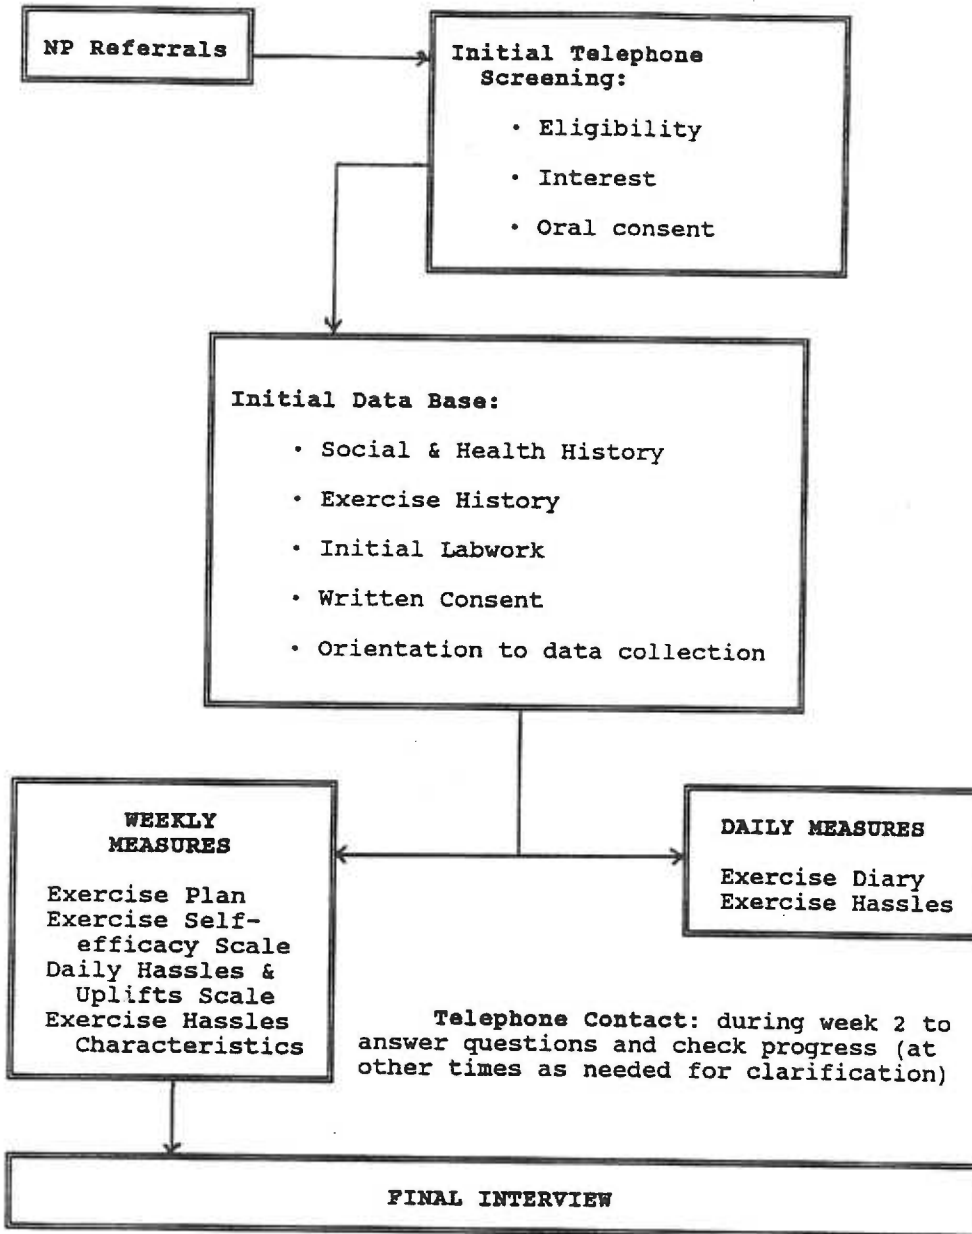 NP Referrals
Initial Telephone
Screening:
• Eligibility
• Interest
• Oral consent
Initial Data Base:
• Social & Health History
• Exercise History
• Initial Labwork
• Written Consent
• Orientation to data collection
WEEKLY
MEASURES
Exercise Plan
Exercise Self-
efficacy Scale
Daily Hassles &
Uplifts Scale
Exercise Hassles
Characteristics
DAILY MEASURES
Exercise Diary
Exercise Hassles
Telephone Contact: during week 2 to
answer questions and check progress (at
other times as needed for clarification)
FINAL INTERVIEW